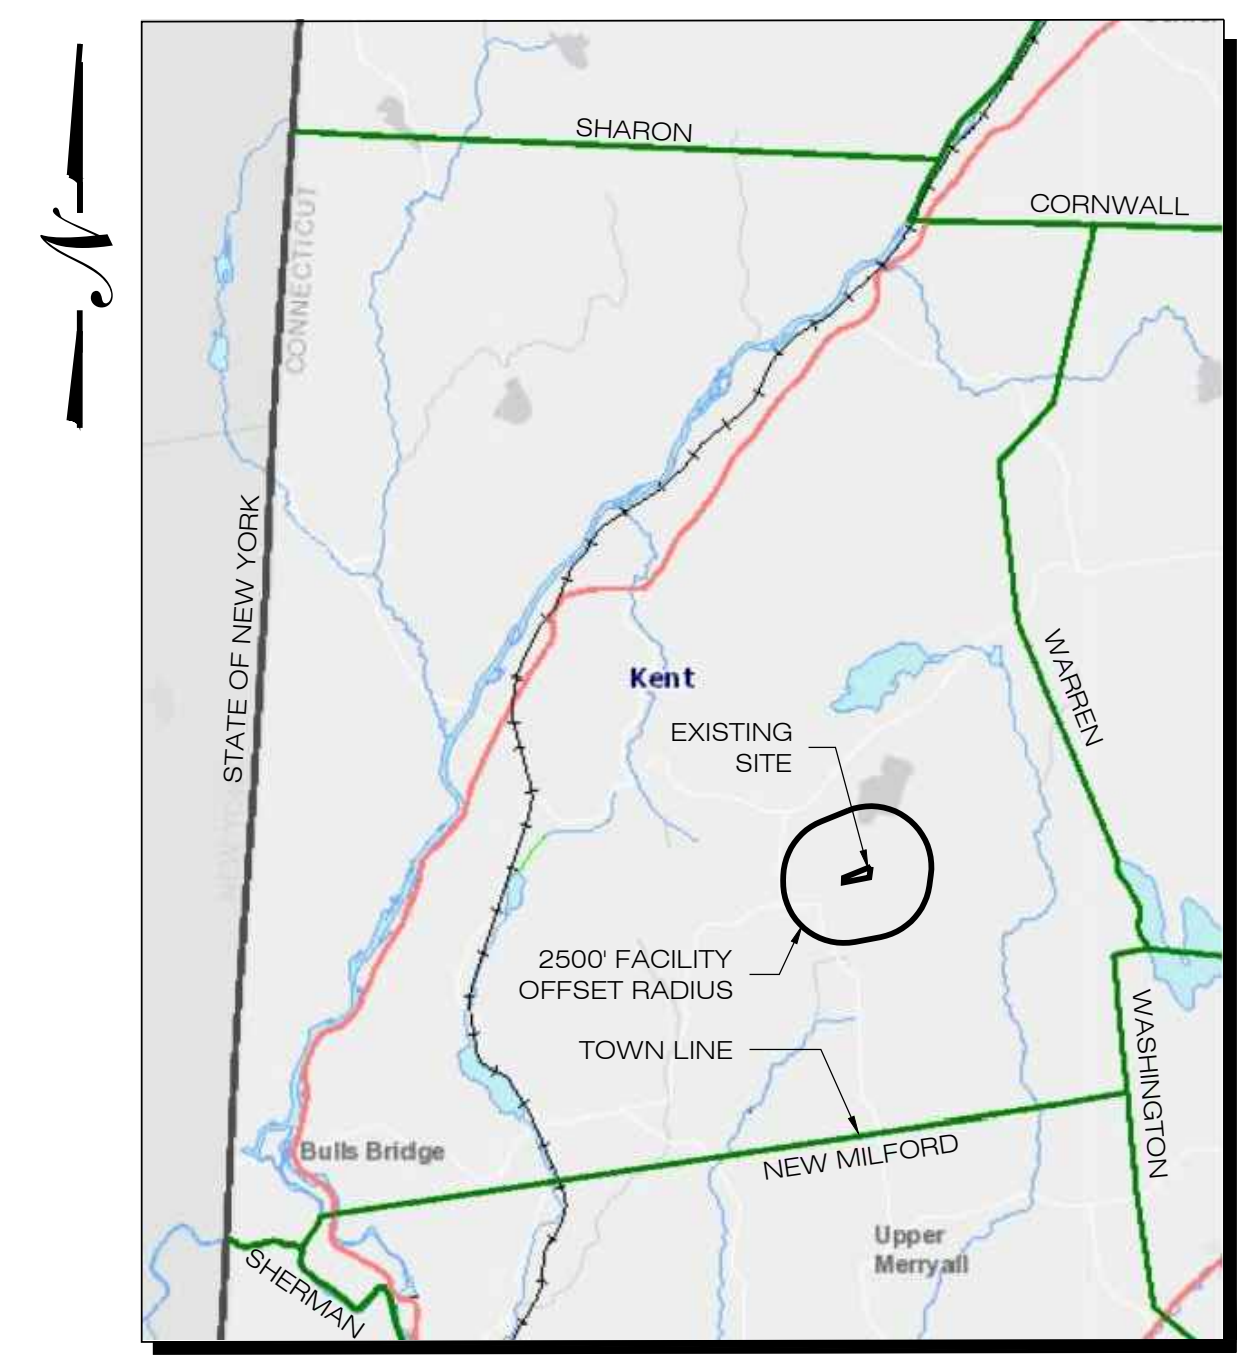 N
SHARON
CORNWALL
CONNECTICUT
STATE OF NEW YORK
Kent
WARREN
EXISTING
SITE
2500' FACILITY
OFFSET RADIUS
TOWN LINE
WASHINGTON
NEW MILFORD
Bulls Bridge
Upper
Merryall
SHERMAN